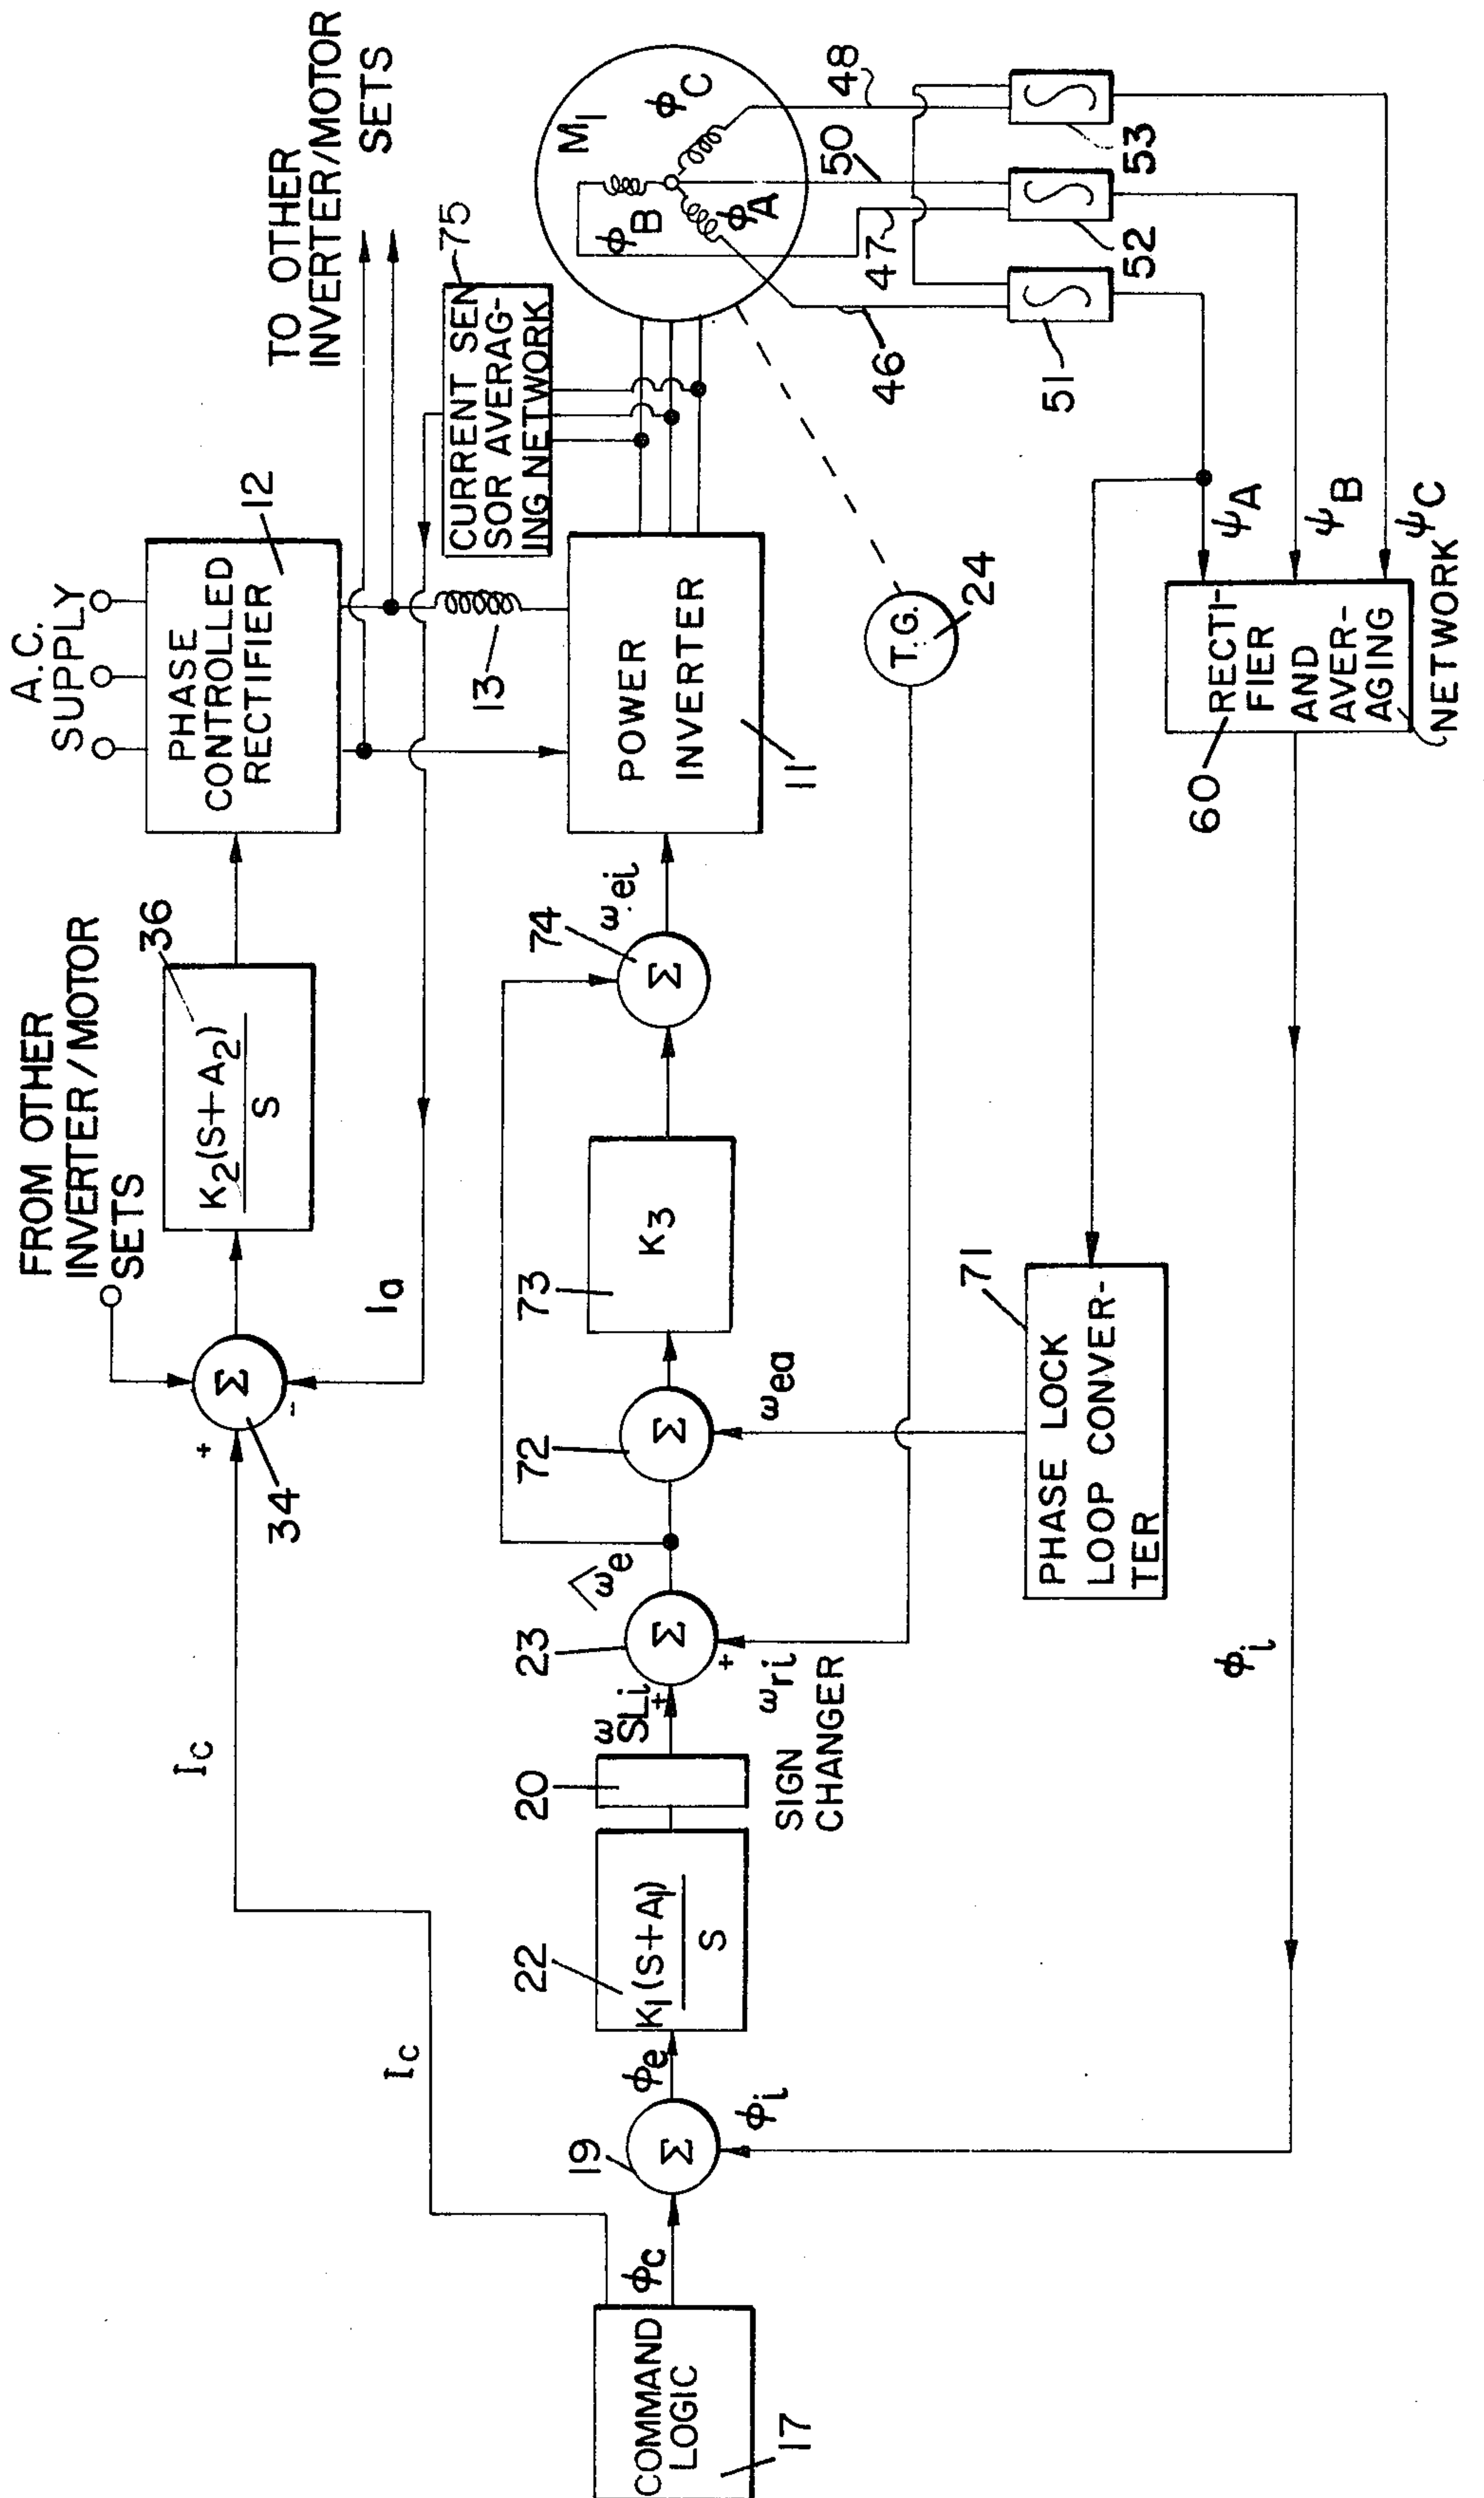 A.C.
SUPPLY
FROM OTHER
INVERTER/MOTOR
SETS
TO OTHER
INVERTER/MOTOR
SETS
36
K2(S+A2)
S
PHASE
CONTROLLED
RECTIFIER
12
Ic
Ic
+
Σ
-
34
Ia
13
CURRENT SEN
SOR AVERAG-
ING NETWORK
75
COMMAND
LOGIC
17
ϕc
19
Σ
ϕe
ϕi
22
K1(S+A1)
S
20
SIGN
CHANGER
ωSLi
+
23
Σ
+
ωri
ω̂e
72
Σ
ωea
73
K3
74
Σ
ωei
POWER
INVERTER
11
M1
ϕB
ϕC
ϕA
T.G.
24
47
50
48
46
51
52
53
PHASE LOCK
LOOP CONVER-
TER
71
60
RECTI-
FIER
AND
AVER-
AGING
NETWORK
ψA
ψB
ψC
ϕi